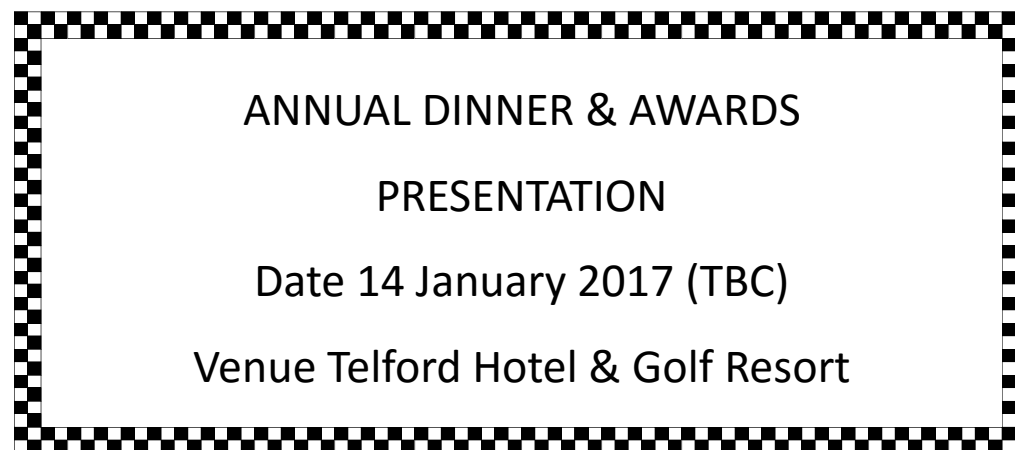 ANNUAL DINNER & AWARDS
PRESENTATION
Date 14 January 2017 (TBC)
Venue Telford Hotel & Golf Resort